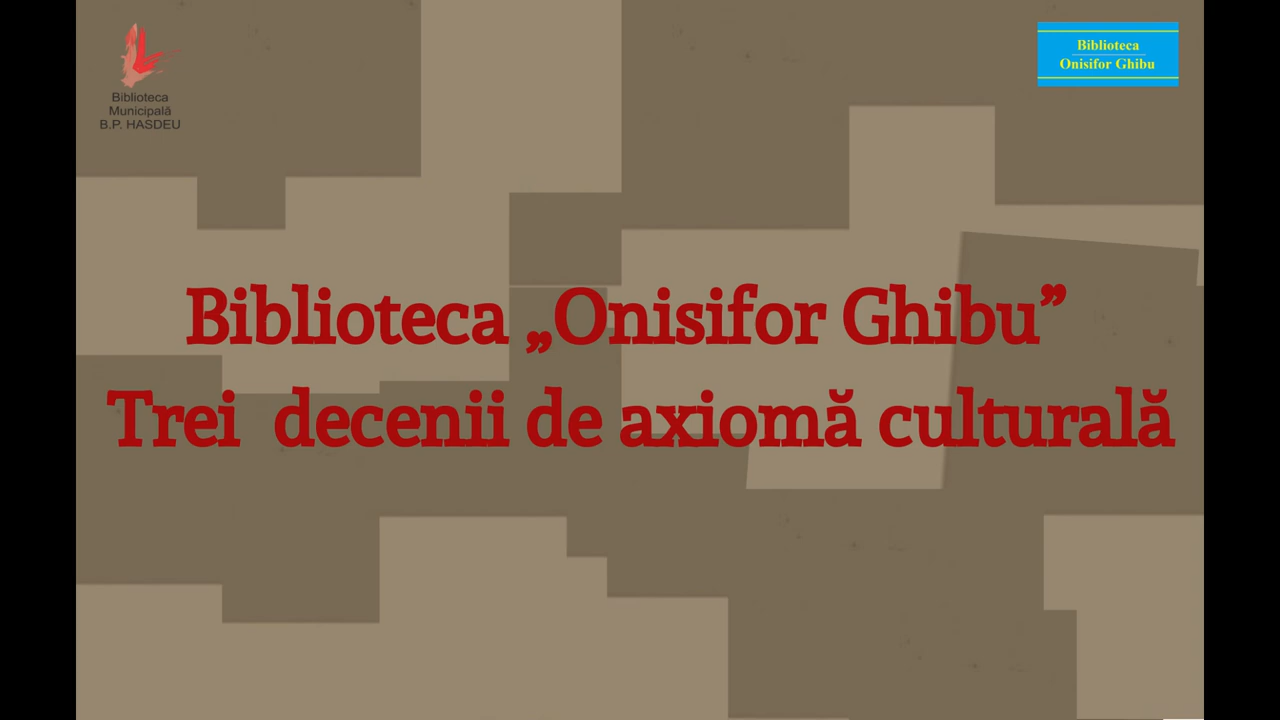 Biblioteca
Municipală
B.P. HASDEU
Biblioteca
Onisifor Ghibu
Biblioteca „Onisifor Ghibu”
Trei decenii de axiomă culturală